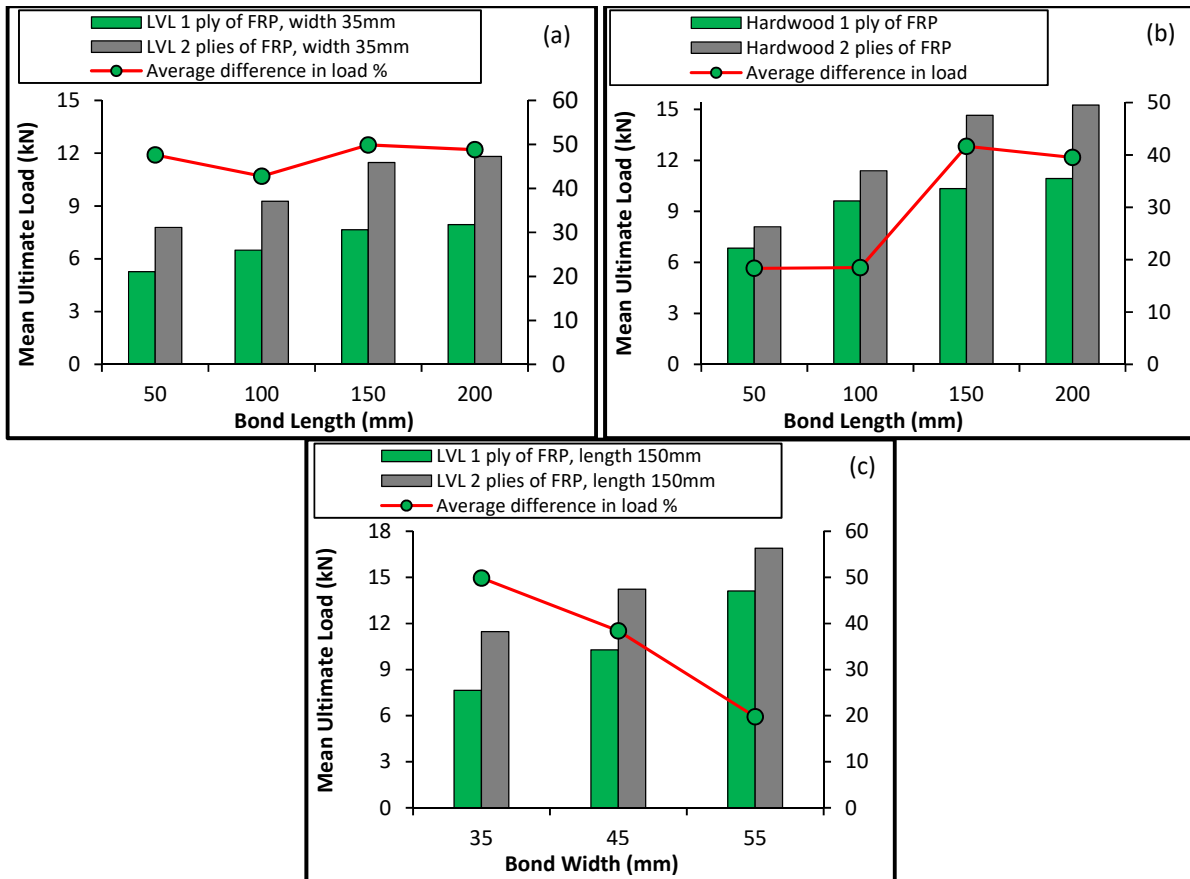 LVL 1 ply of FRP, width 35mm
LVL 2 plies of FRP, width 35mm
Average difference in load %
(a)
Mean Ultimate Load (kN)
15
12
9
6
3
0
60
50
40
30
20
10
0
50 100 150 200
Bond Length (mm)
Hardwood 1 ply of FRP
Hardwood 2 plies of FRP
Average difference in load
(b)
Mean Ultimate Load (kN)
15
12
9
6
3
0
50
40
30
20
10
0
50 100 150 200
Bond Length (mm)
LVL 1 ply of FRP, length 150mm
LVL 2 plies of FRP, length 150mm
Average difference in load %
(c)
Mean Ultimate Load (kN)
18
15
12
9
6
3
0
60
50
40
30
20
10
0
35 45 55
Bond Width (mm)